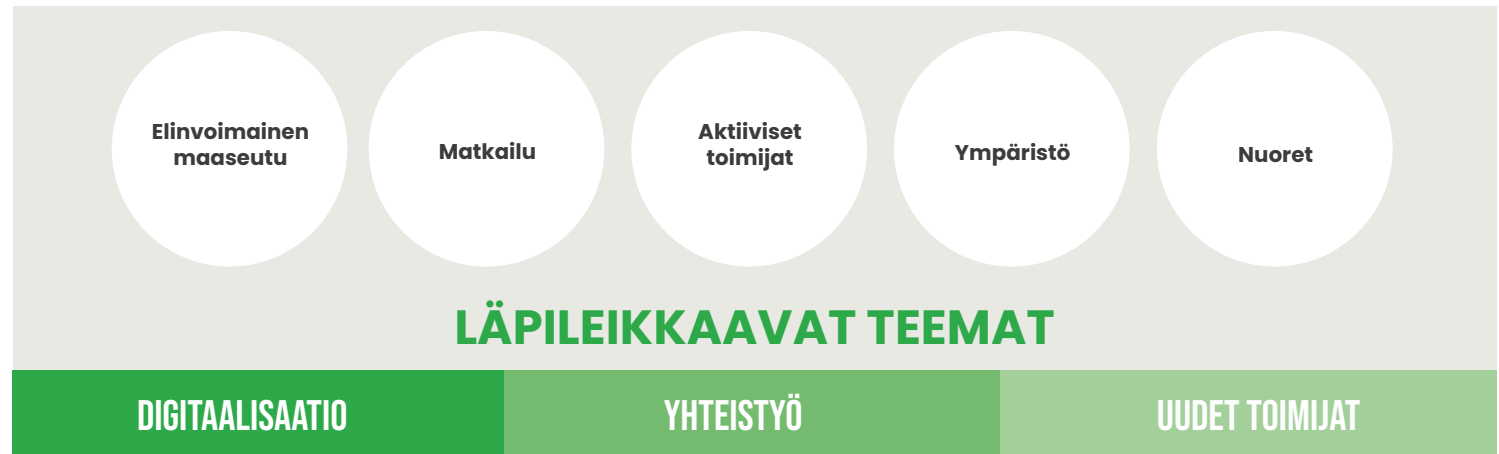 Elinvoimainen
maaseutu
Matkailu
Aktiiviset
toimijat
Ympäristö
Nuoret
LÄPILEIKKAAVAT TEEMAT
DIGITAALISAATIO
YHTEISTYÖ
UUDET TOIMIJAT